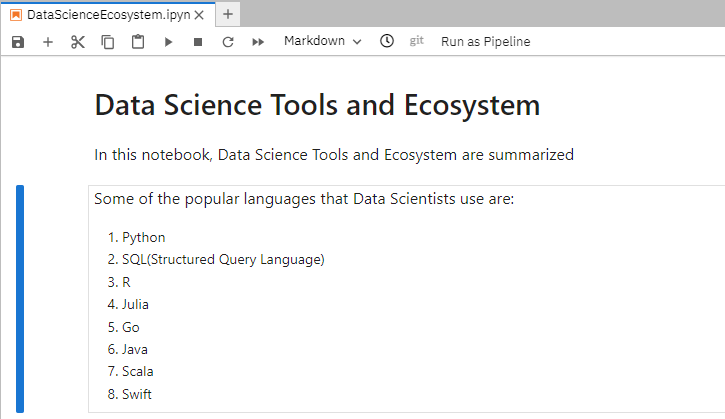 DataScienceEcosystem.ipyn
Markdown git Run as Pipeline
Data Science Tools and Ecosystem
In this notebook, Data Science Tools and Ecosystem are summarized
Some of the popular languages that Data Scientists use are:
1. Python
2. SQL(Structured Query Language)
3. R
4. Julia
5. Go
6. Java
7. Scala
8. Swift